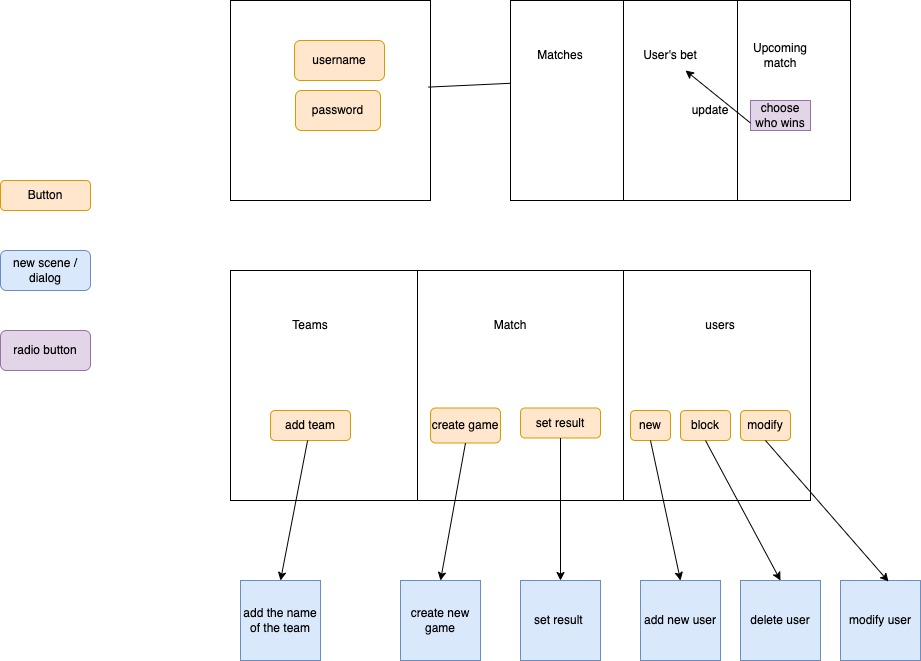 username
password
Matches
User's bet
Upcoming
match
update
choose
who wins
Button
new scene /
dialog
radio button
Teams
Match
users
add team
create game
set result
new
block
modify
add the name
of the team
create new
game
set result
add new user
delete user
modify user